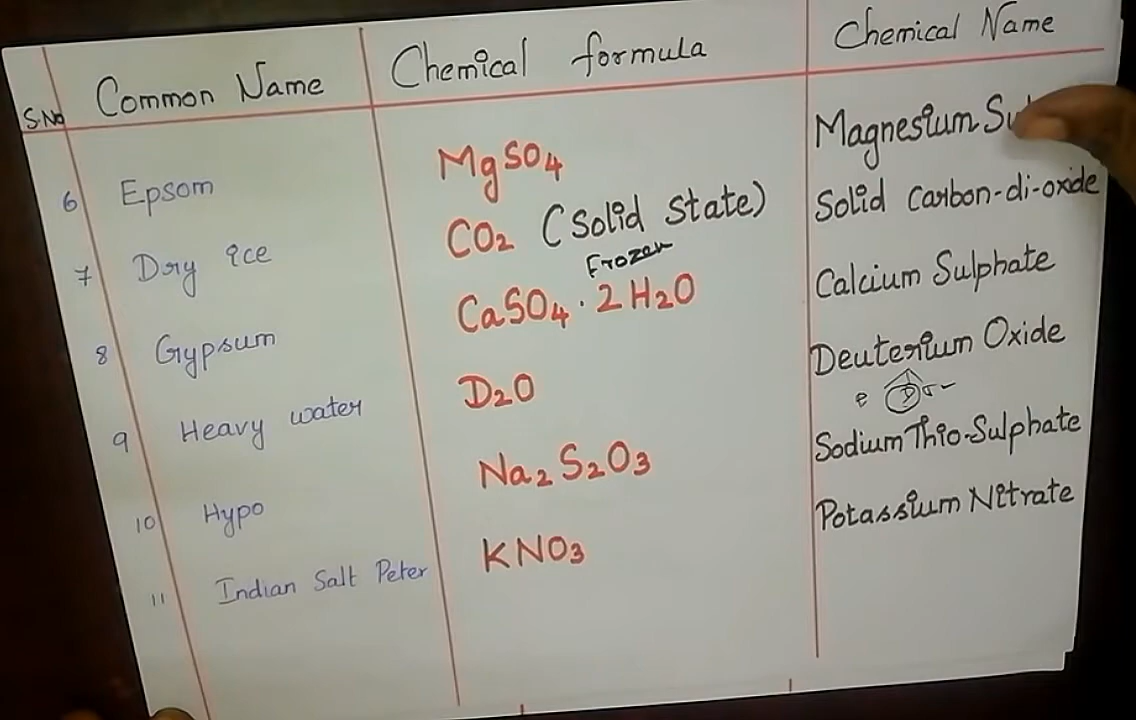 S.No Common Name Chemical formula Chemical Name
6 Epsom MgSO4 Magnesium
7 Dry ice CO2 (Solid State) Solid Carbon-di-oxide
Frozen
8 Gypsum CaSO4 . 2H2O Calcium Sulphate
9 Heavy water D2O Deuterium Oxide
10 Hypo Na2S2O3 Sodium Thio-Sulphate
11 Indian Salt Peter KNO3 Potassium Nitrate